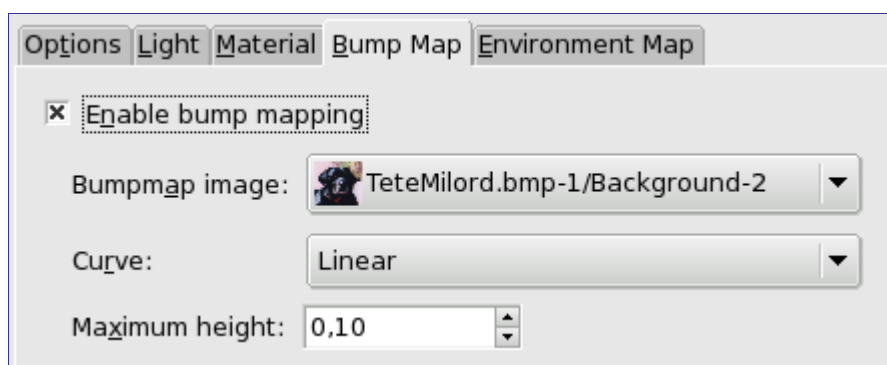 Options Light Material Bump Map Environment Map
Enable bump mapping
Bumpmap image: TeteMilord.bmp-1/Background-2
Curve: Linear
Maximum height: 0,10